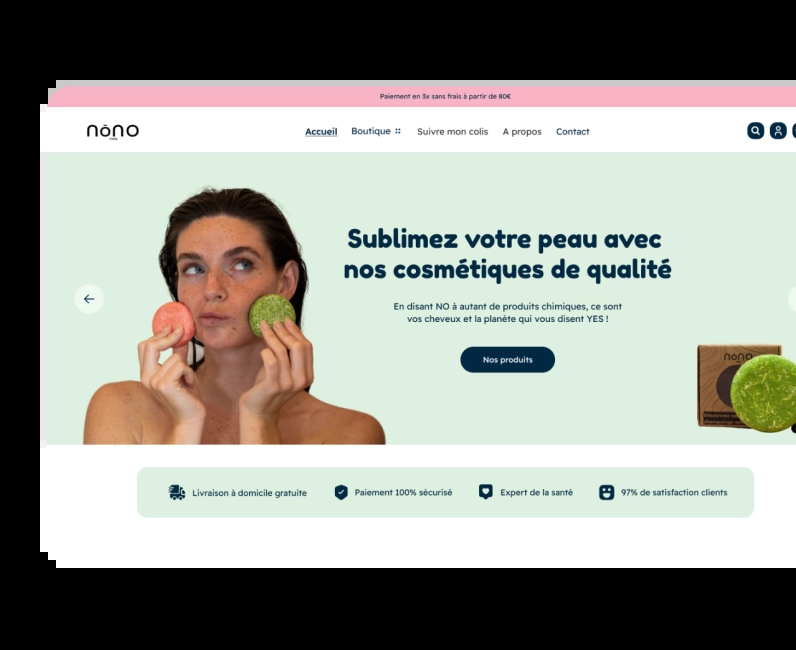 Paiement en 3x sans frais à partir de 80€
nōno
Accueil
Boutique
Suivre mon colis
A propos
Contact
Sublimez votre peau avec
nos cosmétiques de qualité
En disant NO à autant de produits chimiques, ce sont
vos cheveux et la planète qui vous disent YES !
Nos produits
nōno
Livraison à domicile gratuite
Paiement 100% sécurisé
Expert de la santé
97% de satisfaction clients